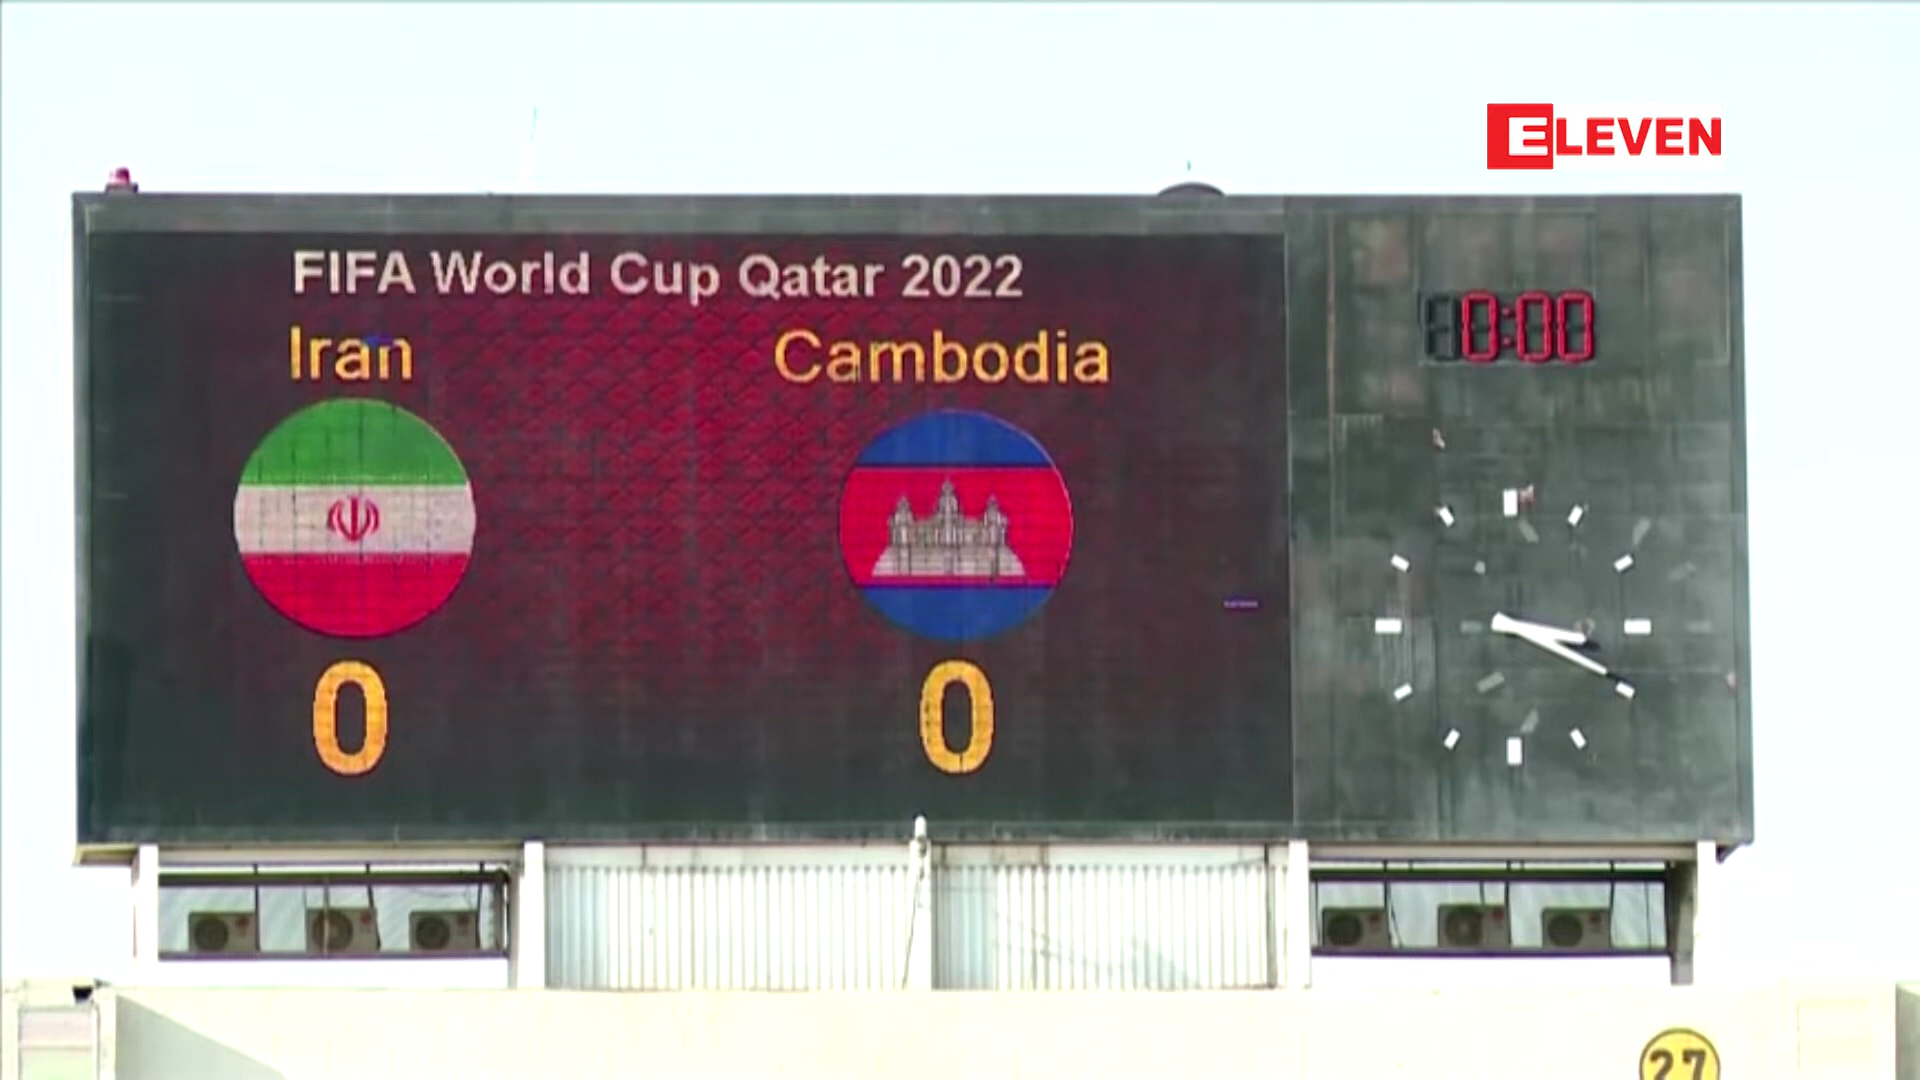 ELEVEN
FIFA World Cup Qatar 2022
Iran
Cambodia
0:00
0
0
27